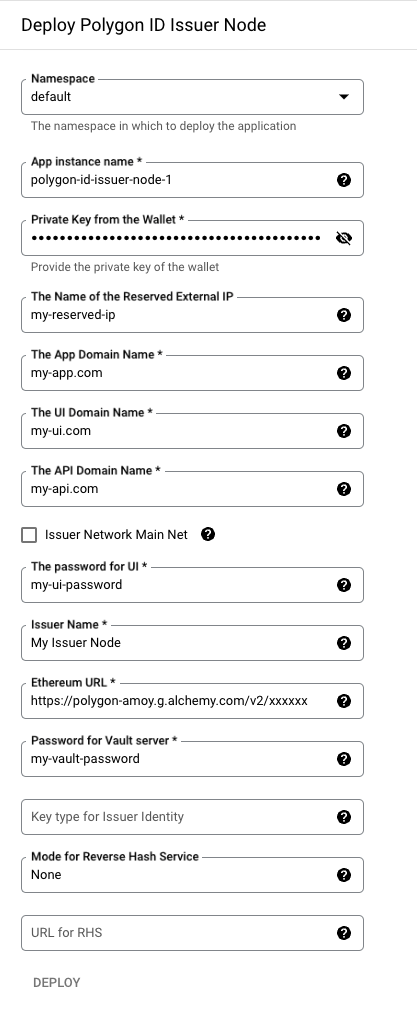 Deploy Polygon ID Issuer Node
Namespace
default
The namespace in which to deploy the application
App instance name *
polygon-id-issuer-node-1
Private Key from the Wallet *
••••••••••••••••••••••••••••••••••••••••
Provide the private key of the wallet
The Name of the Reserved External IP
my-reserved-ip
The App Domain Name *
my-app.com
The UI Domain Name *
my-ui.com
The API Domain Name *
my-api.com
Issuer Network Main Net
The password for UI *
my-ui-password
Issuer Name *
My Issuer Node
Ethereum URL *
https://polygon-amoy.g.alchemy.com/v2/xxxxxx
Password for Vault server *
my-vault-password
Key type for Issuer Identity
Mode for Reverse Hash Service
None
URL for RHS
DEPLOY